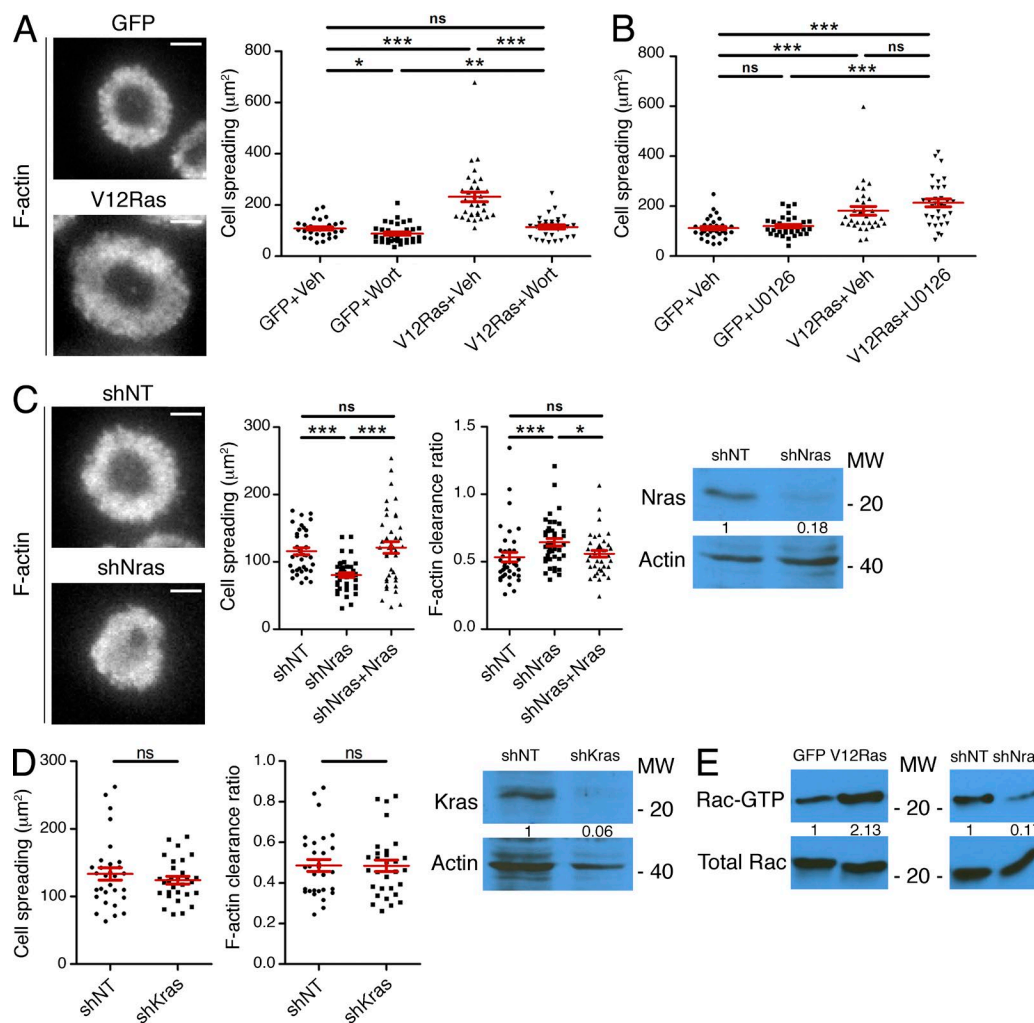 A
GFP
V12Ras
F-actin
ns
*** ***
* **
Cell spreading (μm²)
800
600
400
200
0
GFP+Veh
GFP+Wort
V12Ras+Veh
V12Ras+Wort
B
***
*** ns
ns ***
Cell spreading (μm²)
800
600
400
200
0
GFP+Veh
GFP+U0126
V12Ras+Veh
V12Ras+U0126
C
shNT
shNras
F-actin
ns
*** ***
Cell spreading (μm²)
300
200
100
0
shNT
shNras
shNras+Nras
ns
*** *
F-actin clearance ratio
1.5
1.0
0.5
0.0
shNT
shNras
shNras+Nras
shNT shNras MW
Nras - 20
1 0.18
Actin - 40
D
ns
Cell spreading (μm²)
300
200
100
0
shNT
shKras
ns
F-actin clearance ratio
1.0
0.8
0.6
0.4
0.2
0.0
shNT
shKras
shNT shKras MW
Kras - 20
1 0.06
Actin - 40
E
GFP V12Ras MW shNT shNra
Rac-GTP - 20 -
1 2.13 1 0.17
Total Rac - 20 -